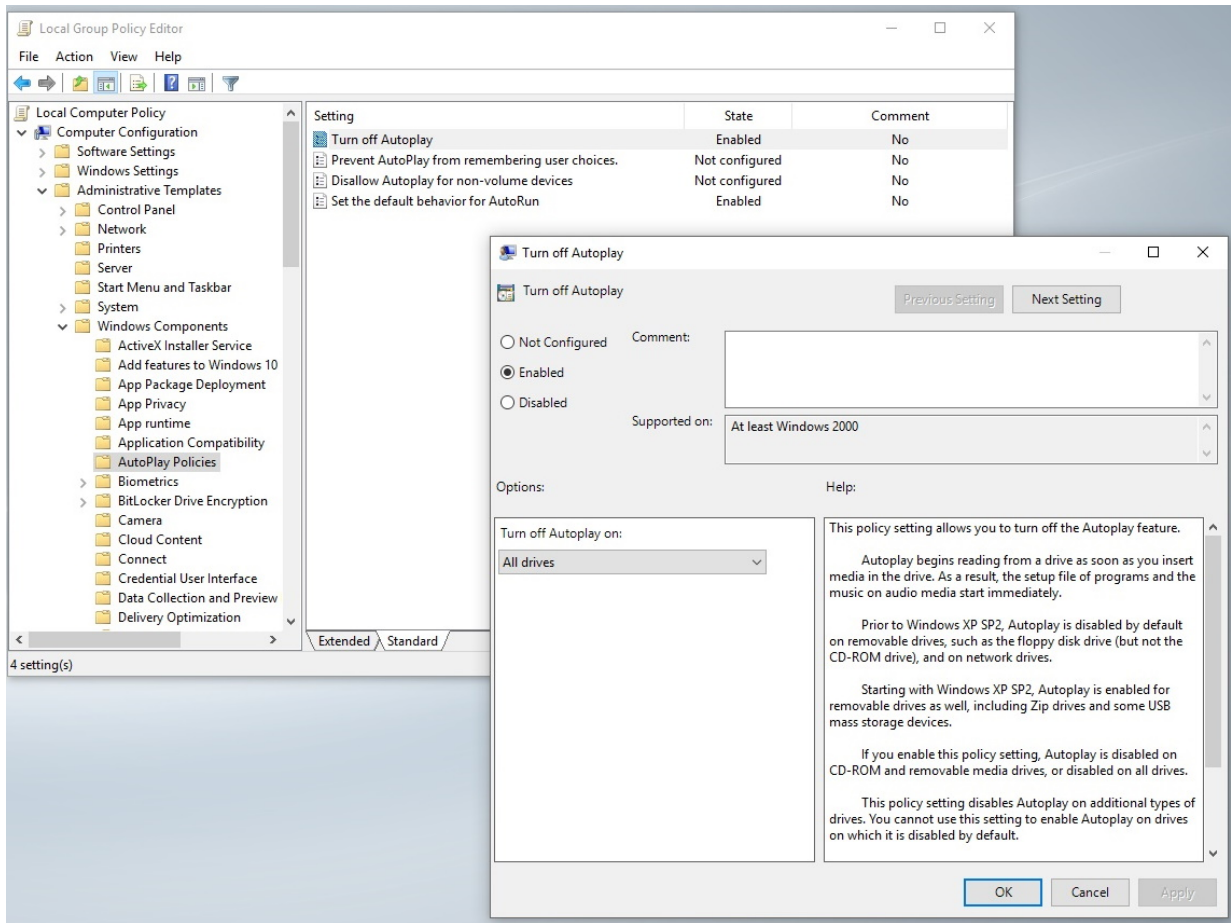 Local Group Policy Editor
File Action View Help
Local Computer Policy
Computer Configuration
Software Settings
Windows Settings
Administrative Templates
Control Panel
Network
Printers
Server
Start Menu and Taskbar
System
Windows Components
ActiveX Installer Service
Add features to Windows 10
App Package Deployment
App Privacy
App runtime
Application Compatibility
AutoPlay Policies
Biometrics
BitLocker Drive Encryption
Camera
Cloud Content
Connect
Credential User Interface
Data Collection and Preview
Delivery Optimization
4 setting(s)
Setting State Comment
Turn off Autoplay Enabled No
Prevent AutoPlay from remembering user choices. Not configured No
Disallow Autoplay for non-volume devices Not configured No
Set the default behavior for AutoRun Enabled No
Extended Standard
Turn off Autoplay
Turn off Autoplay
Previous Setting Next Setting
Not Configured
Enabled
Disabled
Comment:
Supported on: At least Windows 2000
Options:
Turn off Autoplay on:
All drives
Help:
This policy setting allows you to turn off the Autoplay feature.
Autoplay begins reading from a drive as soon as you insert
media in the drive. As a result, the setup file of programs and the
music on audio media start immediately.
Prior to Windows XP SP2, Autoplay is disabled by default
on removable drives, such as the floppy disk drive (but not the
CD-ROM drive), and on network drives.
Starting with Windows XP SP2, Autoplay is enabled for
removable drives as well, including Zip drives and some USB
mass storage devices.
If you enable this policy setting, Autoplay is disabled on
CD-ROM and removable media drives, or disabled on all drives.
This policy setting disables Autoplay on additional types of
drives. You cannot use this setting to enable Autoplay on drives
on which it is disabled by default.
OK Cancel Apply